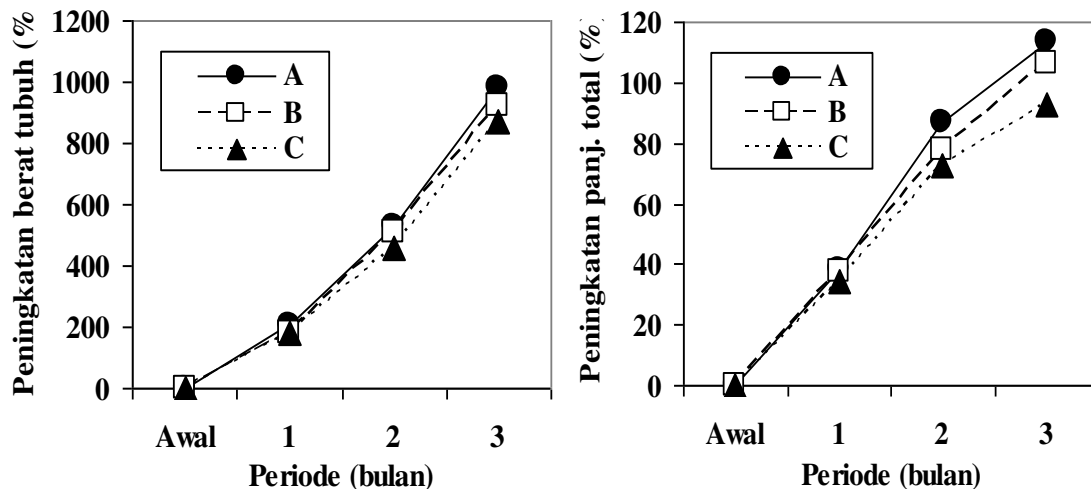 Peningkatan berat tubuh (%
1200
1000
800
600
400
200
0
A
B
C
Awal 1 2 3
Periode (bulan)
Peningkatan panj. total (%)
120
100
80
60
40
20
0
A
B
C
Awal 1 2 3
Periode (bulan)